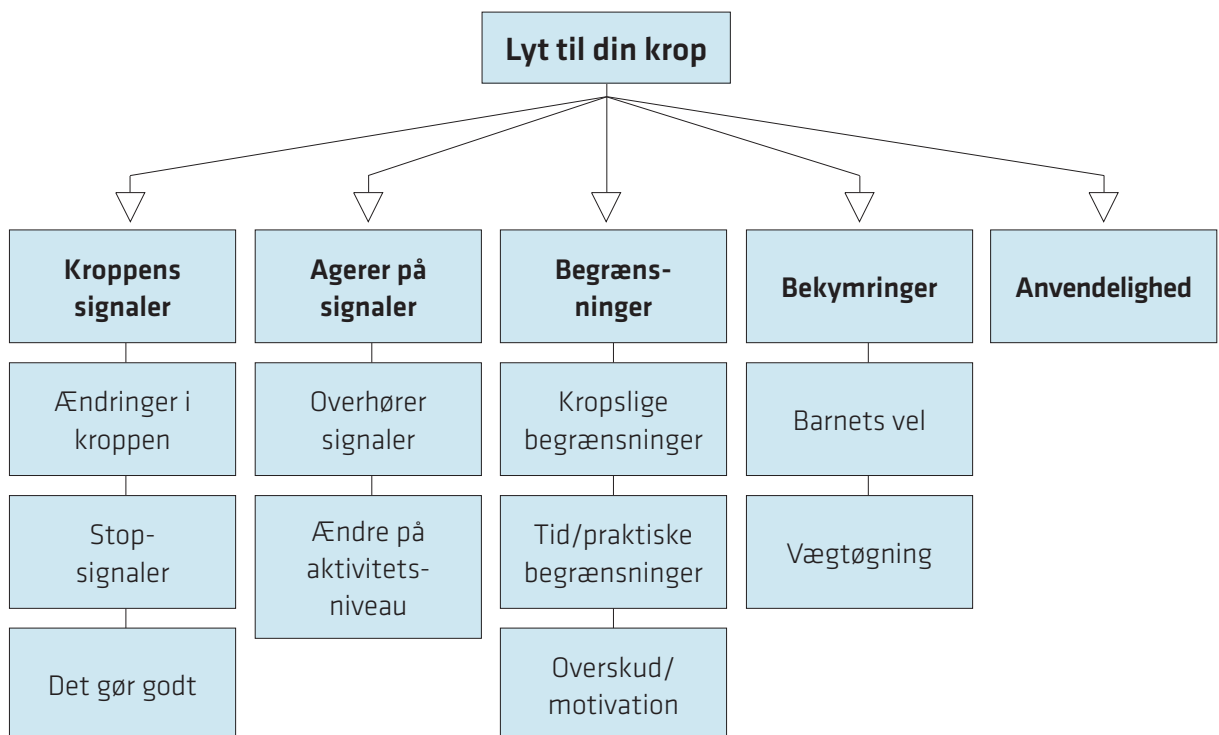 Lyt til din krop
Kroppens
signaler
Agerer på
signaler
Begræns-
ninger
Bekymringer
Anvendelighed
Ændringer i
kroppen
Overhører
signaler
Kropslige
begrænsninger
Barnets vel
Stop-
signaler
Ændre på
aktivitets-
niveau
Tid/praktiske
begrænsninger
Vægtøgning
Det gør godt
Overskud/
motivation